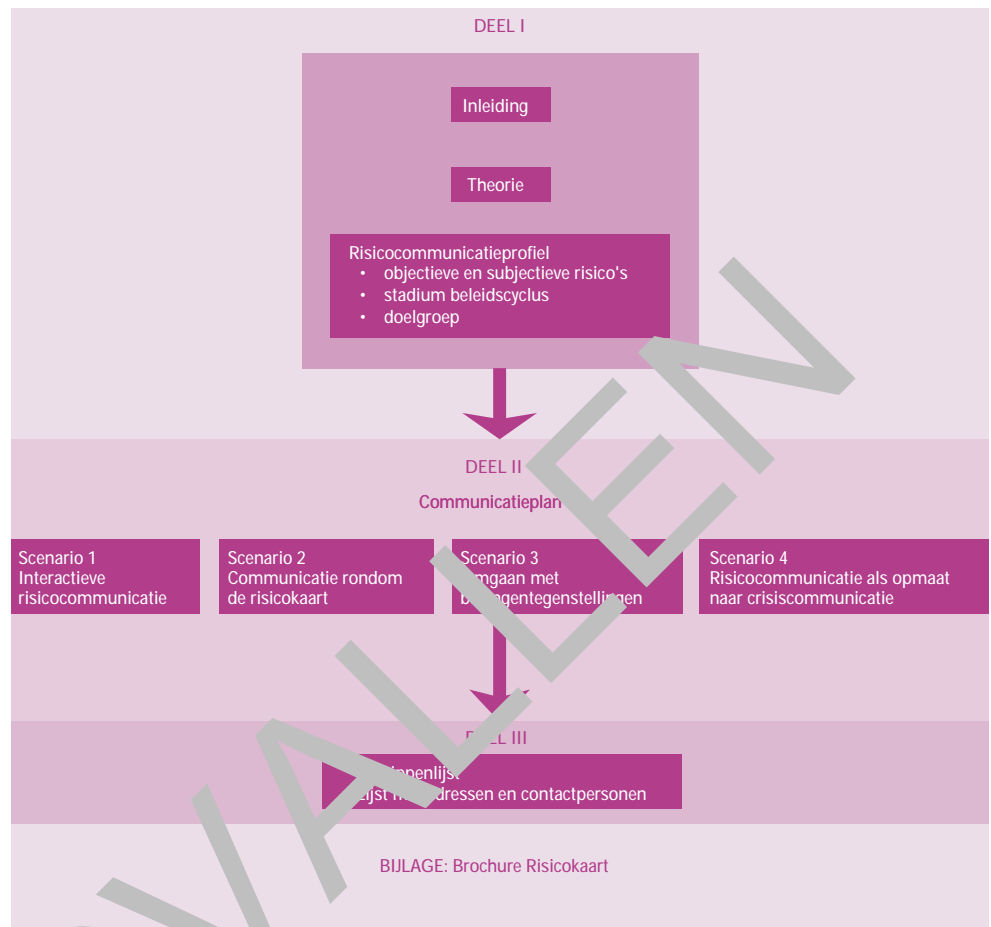 DEEL I
Inleiding
Theorie
Risicocommunicatieprofiel
• objectieve en subjectieve risico's
• stadium beleidscyclus
• doelgroep
DEEL II
Communicatieplan
Scenario 1
Interactieve
risicocommunicatie
Scenario 2
Communicatie rondom
de risicokaart
Scenario 3
met
Scenario 4
Risicocommunicatie als opmaat
naar crisiscommunicatie
III
en contactpersonen
BIJLAGE: Brochure Risicokaart
VALLEN